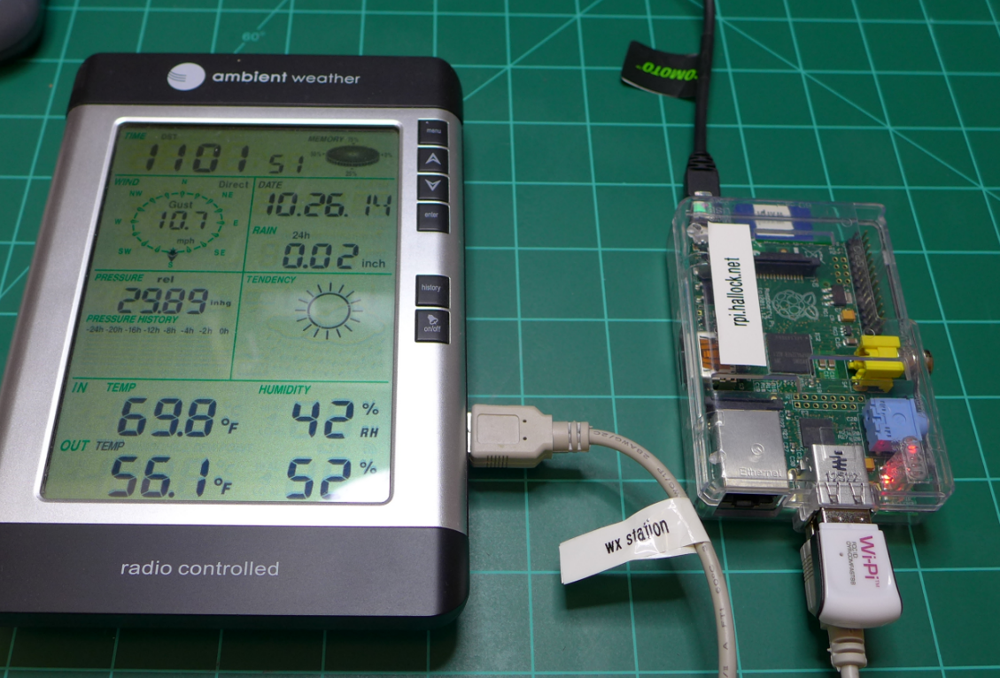 60°
ambient weather
TIME DST
1101 51
MEMORY
WIND
N
Direct
NW
NE
W
E
SW
SE
S
Gust
10.7
mph
DATE
10.26.14
RAIN
24h
0.02 inch
PRESSURE rel
29.89 inhg
PRESSURE HISTORY
-24h -20h -16h -12h -8h -4h -2h 0h
TENDENCY
IN TEMP
69.8 °F
HUMIDITY
42 % RH
OUT TEMP
56.1 °F
52 %
radio controlled
menu
enter
history
on/off
wx station
OMOTO
rpi.hallock.net
Ethernet
Wi-Pi™